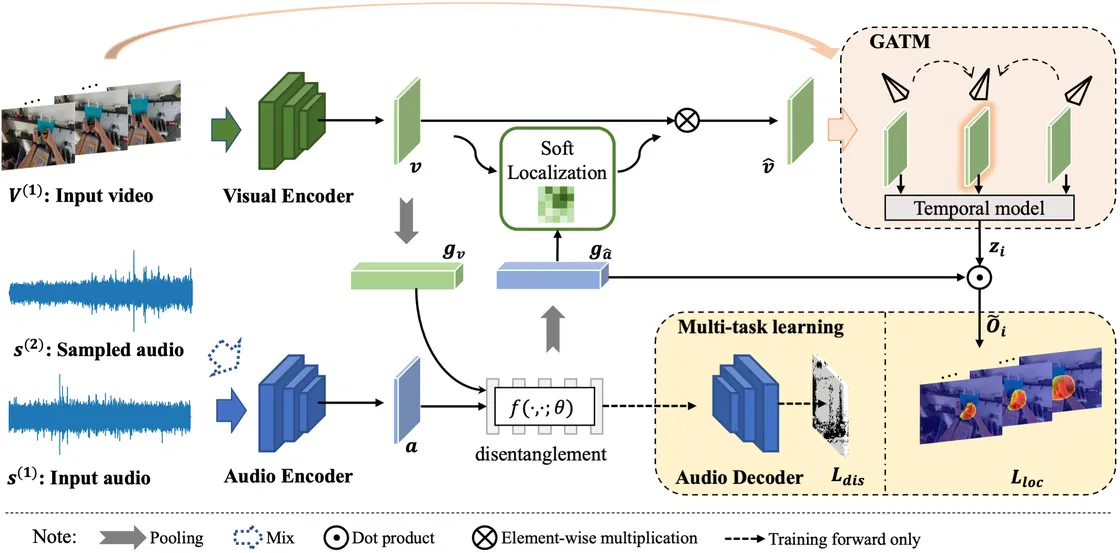 GATM
...
V⁽¹⁾: Input video
Visual Encoder
v
Soft
Localization
v̂
Temporal model
z_i
g_v
g_â
s⁽²⁾: Sampled audio
Multi-task learning
Õ_i
...
f(·,·; θ)
disentanglement
s⁽¹⁾: Input audio
Audio Encoder
a
Audio Decoder
L_dis
L_loc
Note:
Pooling
Mix
Dot product
Element-wise multiplication
Training forward only